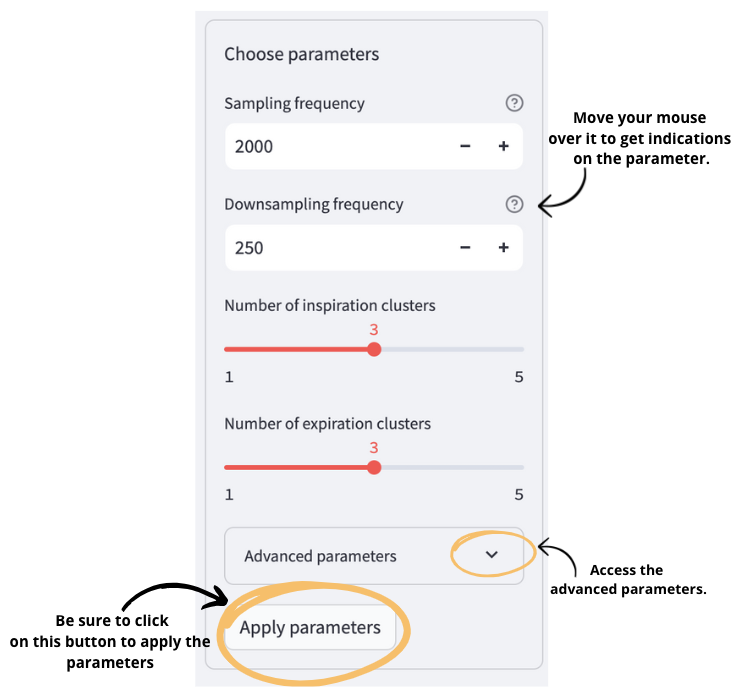 Choose parameters
Sampling frequency
2000
Move your mouse
over it to get indications
on the parameter.
Downsampling frequency
250
Number of inspiration clusters
3
1 5
Number of expiration clusters
3
1 5
Advanced parameters
Access the
advanced parameters.
Be sure to click
on this button to apply the
parameters
Apply parameters